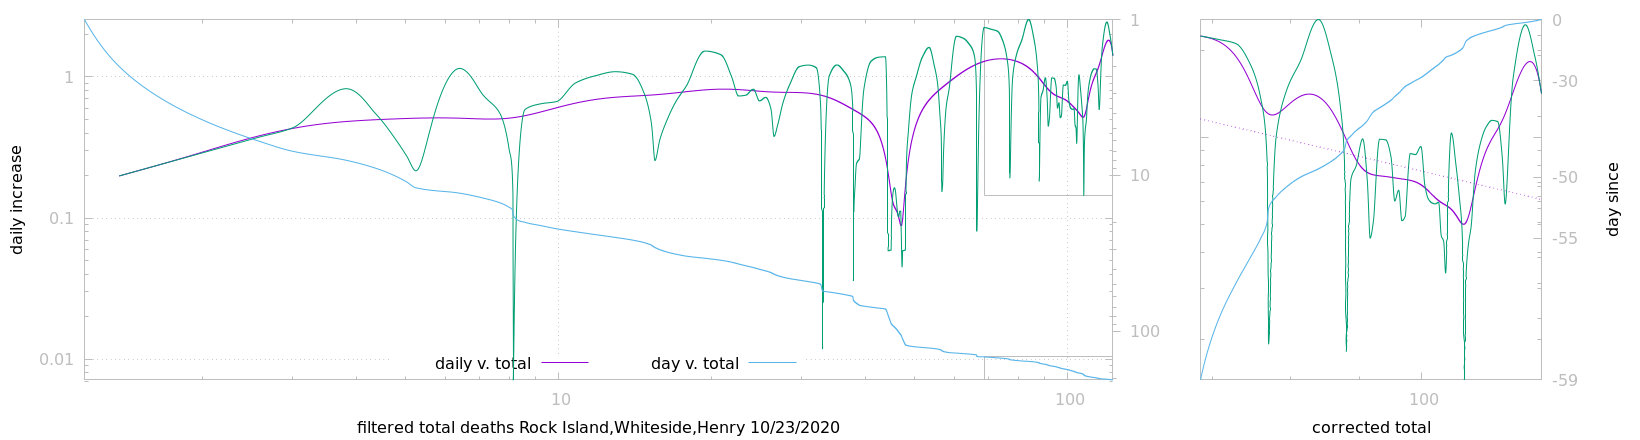 1
0
1
-30
daily increase
10
-50
day since
0.1
-55
100
0.01
daily v. total
day v. total
-59
10
100
100
filtered total deaths Rock Island,Whiteside,Henry 10/23/2020
corrected total